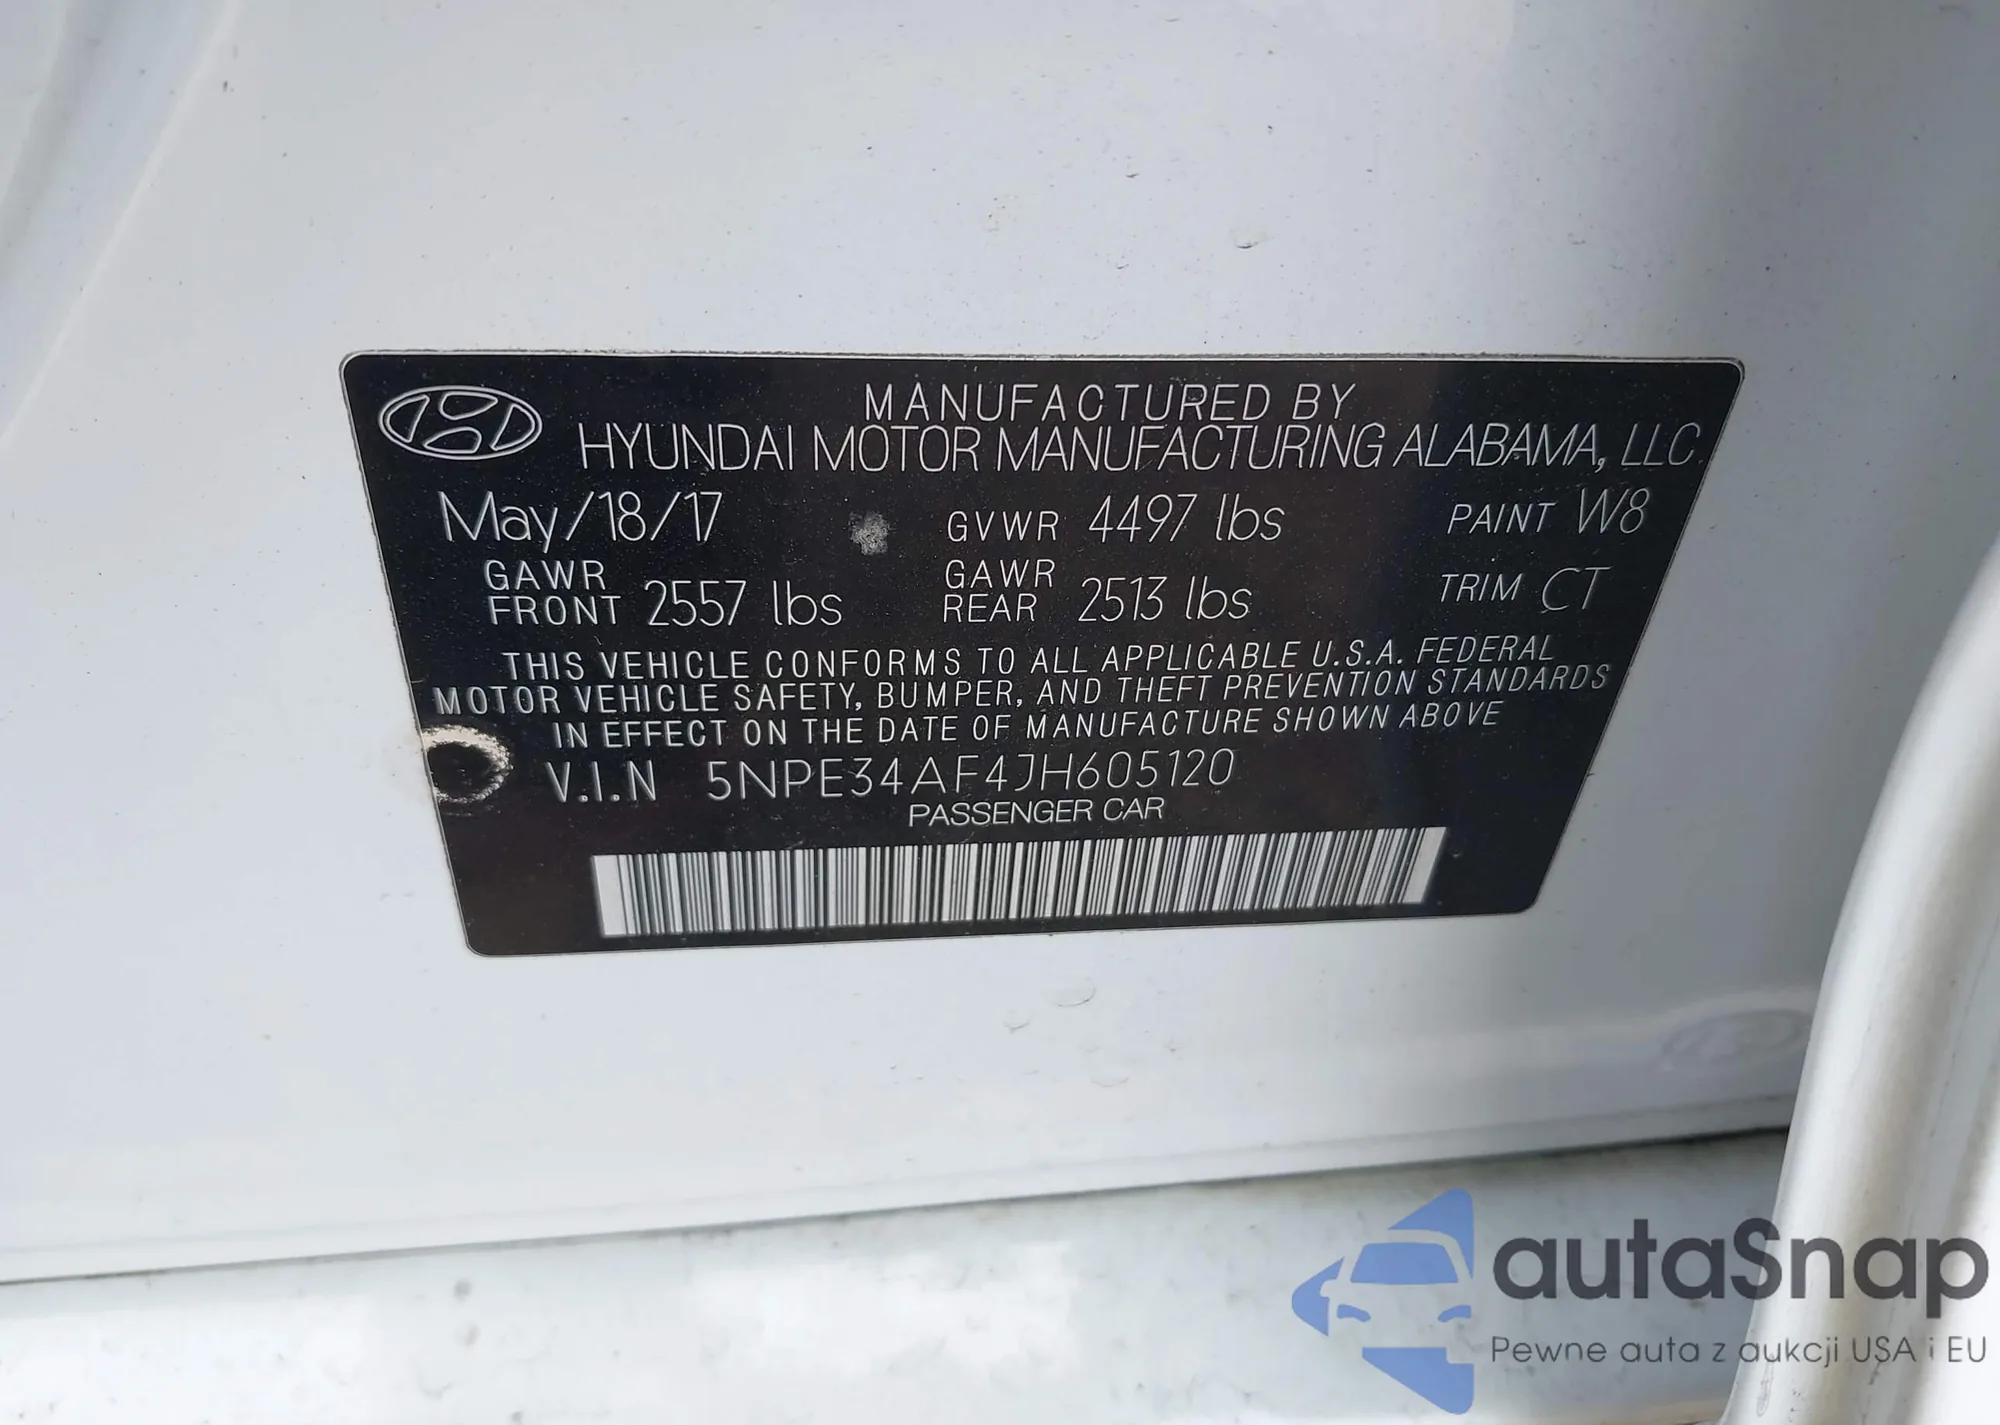 MANUFACTURED BY
HYUNDAI MOTOR MANUFACTURING ALABAMA, LLC
May/18/17 GVWR 4497 lbs PAINT W8
GAWR FRONT 2557 lbs GAWR REAR 2513 lbs TRIM CT
THIS VEHICLE CONFORMS TO ALL APPLICABLE U.S.A. FEDERAL
MOTOR VEHICLE SAFETY, BUMPER, AND THEFT PREVENTION STANDARDS
IN EFFECT ON THE DATE OF MANUFACTURE SHOWN ABOVE
V.I.N 5NPE34AF4JH605120
PASSENGER CAR
autaSnap
Pewne auta z aukcji USA i EU